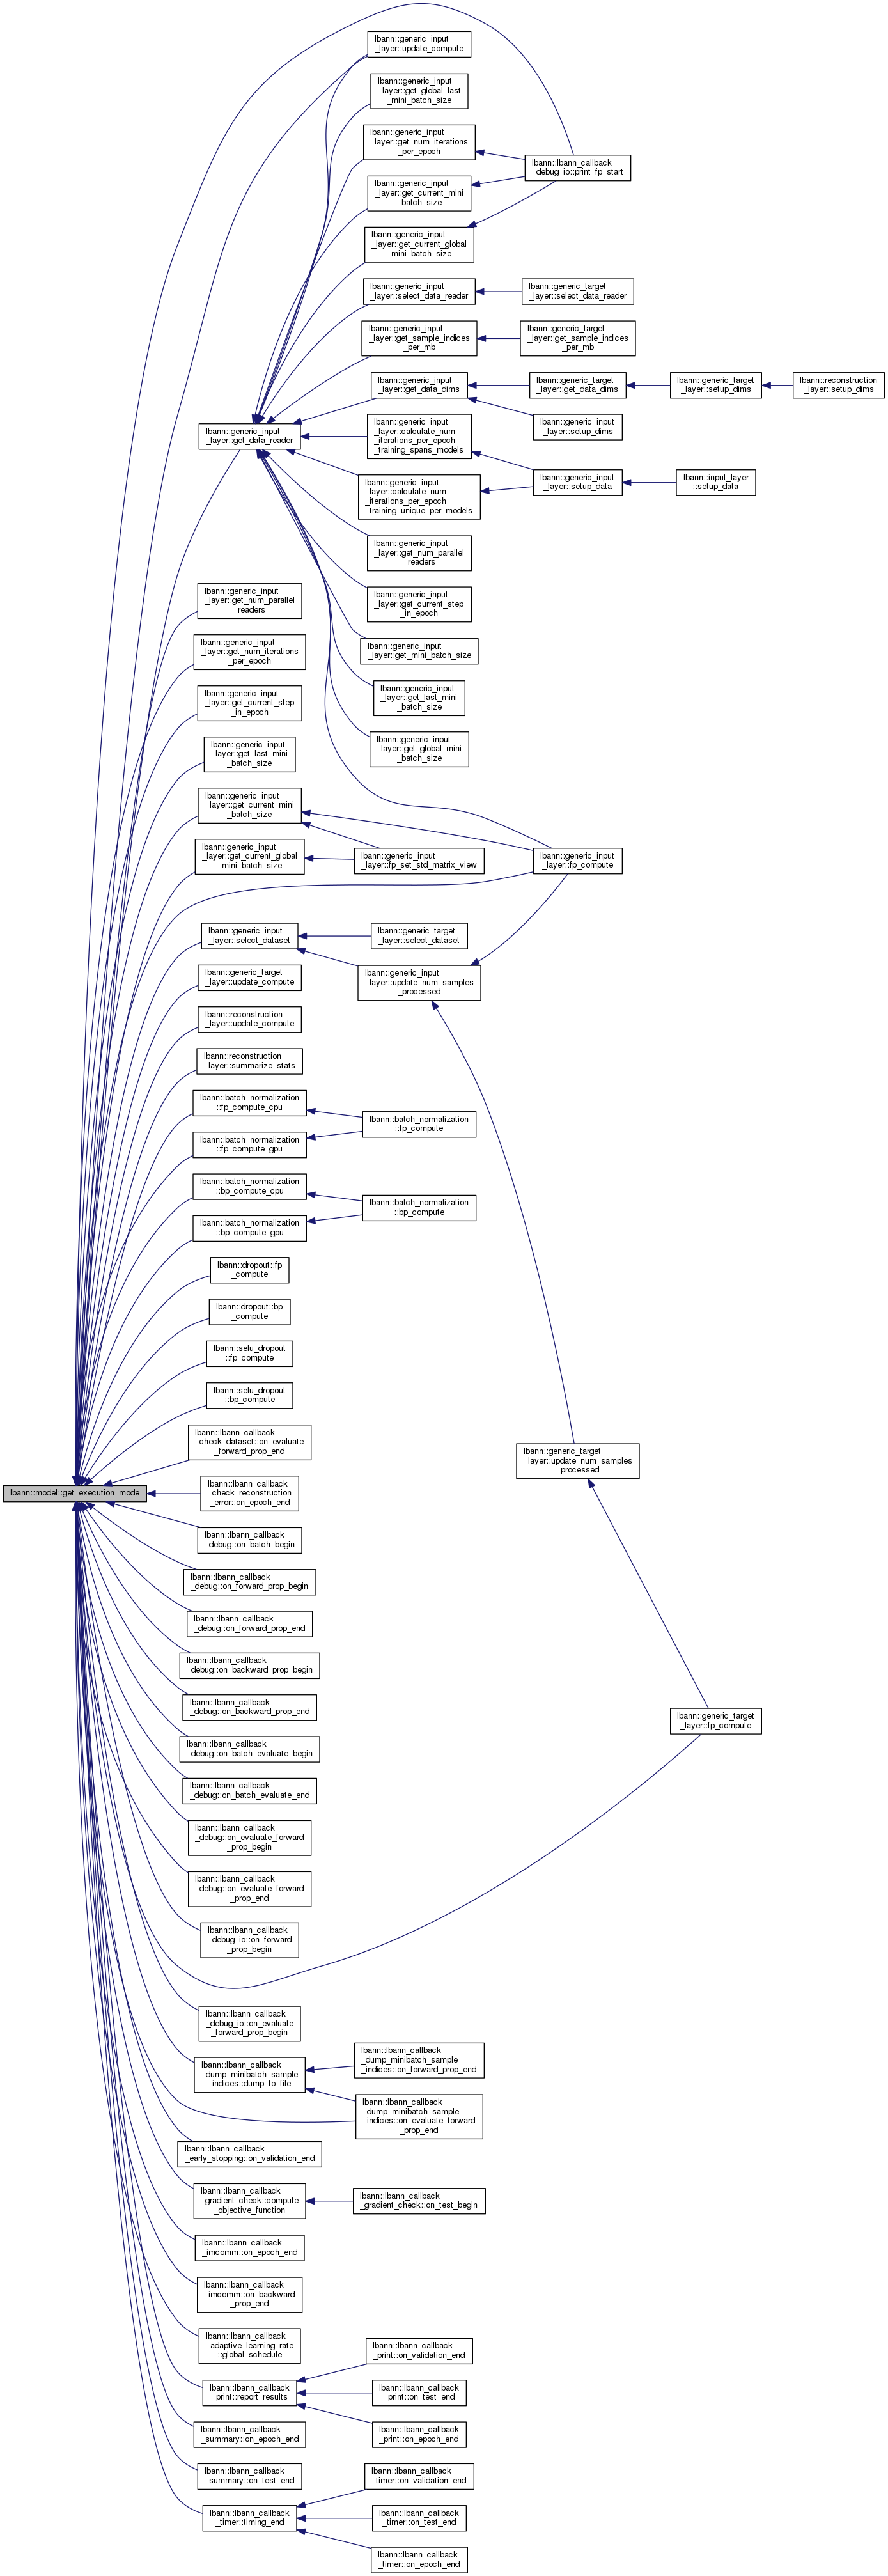 lbann::generic_input
_layer::update_compute
lbann::generic_input
_layer::get_global_last
_mini_batch_size
lbann::generic_input
_layer::get_num_iterations
_per_epoch
lbann::lbann_callback
_debug_io::print_fp_start
lbann::generic_input
_layer::get_current_mini
_batch_size
lbann::generic_input
_layer::get_current_global
_mini_batch_size
lbann::generic_input
_layer::select_data_reader
lbann::generic_target
_layer::select_data_reader
lbann::generic_input
_layer::get_sample_indices
_per_mb
lbann::generic_target
_layer::get_sample_indices
_per_mb
lbann::generic_input
_layer::get_data_dims
lbann::generic_target
_layer::get_data_dims
lbann::generic_target
_layer::setup_dims
lbann::reconstruction
_layer::setup_dims
lbann::generic_input
_layer::get_data_reader
lbann::generic_input
_layer::calculate_num
_iterations_per_epoch
_training_spans_models
lbann::generic_input
_layer::setup_dims
lbann::generic_input
_layer::calculate_num
_iterations_per_epoch
_training_unique_per_models
lbann::generic_input
_layer::setup_data
lbann::input_layer
::setup_data
lbann::generic_input
_layer::get_num_parallel
_readers
lbann::generic_input
_layer::get_current_step
_in_epoch
lbann::generic_input
_layer::get_mini_batch_size
lbann::generic_input
_layer::get_last_mini
_batch_size
lbann::generic_input
_layer::get_global_mini
_batch_size
lbann::generic_input
_layer::get_num_parallel
_readers
lbann::generic_input
_layer::get_num_iterations
_per_epoch
lbann::generic_input
_layer::get_current_step
_in_epoch
lbann::generic_input
_layer::get_last_mini
_batch_size
lbann::generic_input
_layer::get_current_mini
_batch_size
lbann::generic_input
_layer::get_current_global
_mini_batch_size
lbann::generic_input
_layer::fp_set_std_matrix_view
lbann::generic_input
_layer::fp_compute
lbann::generic_input
_layer::select_dataset
lbann::generic_target
_layer::select_dataset
lbann::generic_input
_layer::update_num_samples
_processed
lbann::generic_target
_layer::update_compute
lbann::reconstruction
_layer::update_compute
lbann::reconstruction
_layer::summarize_stats
lbann::batch_normalization
::fp_compute_cpu
lbann::batch_normalization
::fp_compute
lbann::batch_normalization
::fp_compute_gpu
lbann::batch_normalization
::bp_compute_cpu
lbann::batch_normalization
::bp_compute
lbann::batch_normalization
::bp_compute_gpu
lbann::dropout::fp
_compute
lbann::dropout::bp
_compute
lbann::selu_dropout
::fp_compute
lbann::selu_dropout
::bp_compute
lbann::lbann_callback
_check_dataset::on_evaluate
_forward_prop_end
lbann::generic_target
_layer::update_num_samples
_processed
lbann::model::get_execution_mode
lbann::lbann_callback
_check_reconstruction
_error::on_epoch_end
lbann::lbann_callback
_debug::on_batch_begin
lbann::lbann_callback
_debug::on_forward_prop_begin
lbann::lbann_callback
_debug::on_forward_prop_end
lbann::lbann_callback
_debug::on_backward_prop_begin
lbann::lbann_callback
_debug::on_backward_prop_end
lbann::generic_target
_layer::fp_compute
lbann::lbann_callback
_debug::on_batch_evaluate_begin
lbann::lbann_callback
_debug::on_batch_evaluate_end
lbann::lbann_callback
_debug::on_evaluate_forward
_prop_begin
lbann::lbann_callback
_debug::on_evaluate_forward
_prop_end
lbann::lbann_callback
_debug_io::on_forward
_prop_begin
lbann::lbann_callback
_debug_io::on_evaluate
_forward_prop_begin
lbann::lbann_callback
_dump_minibatch_sample
_indices::dump_to_file
lbann::lbann_callback
_dump_minibatch_sample
_indices::on_forward_prop_end
lbann::lbann_callback
_dump_minibatch_sample
_indices::on_evaluate_forward
_prop_end
lbann::lbann_callback
_early_stopping::on_validation_end
lbann::lbann_callback
_gradient_check::compute
_objective_function
lbann::lbann_callback
_gradient_check::on_test_begin
lbann::lbann_callback
_imcomm::on_epoch_end
lbann::lbann_callback
_imcomm::on_backward
_prop_end
lbann::lbann_callback
_adaptive_learning_rate
::global_schedule
lbann::lbann_callback
_print::report_results
lbann::lbann_callback
_print::on_validation_end
lbann::lbann_callback
_print::on_test_end
lbann::lbann_callback
_print::on_epoch_end
lbann::lbann_callback
_summary::on_epoch_end
lbann::lbann_callback
_summary::on_test_end
lbann::lbann_callback
_timer::timing_end
lbann::lbann_callback
_timer::on_validation_end
lbann::lbann_callback
_timer::on_test_end
lbann::lbann_callback
_timer::on_epoch_end